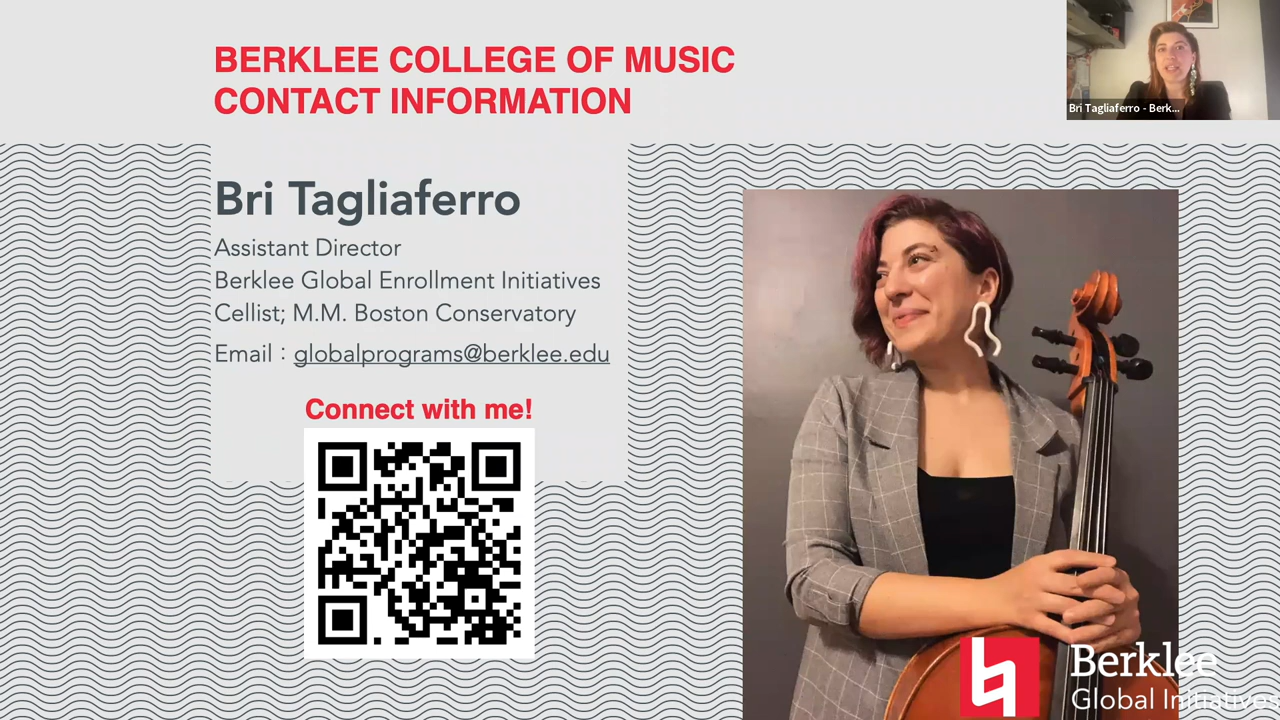 BERKLEE COLLEGE OF MUSIC
CONTACT INFORMATION
Bri Tagliaferro - Berk...
Bri Tagliaferro
Assistant Director
Berklee Global Enrollment Initiatives
Cellist; M.M. Boston Conservatory
Email : globalprograms@berklee.edu
Connect with me!
Berklee
Global Initiatives